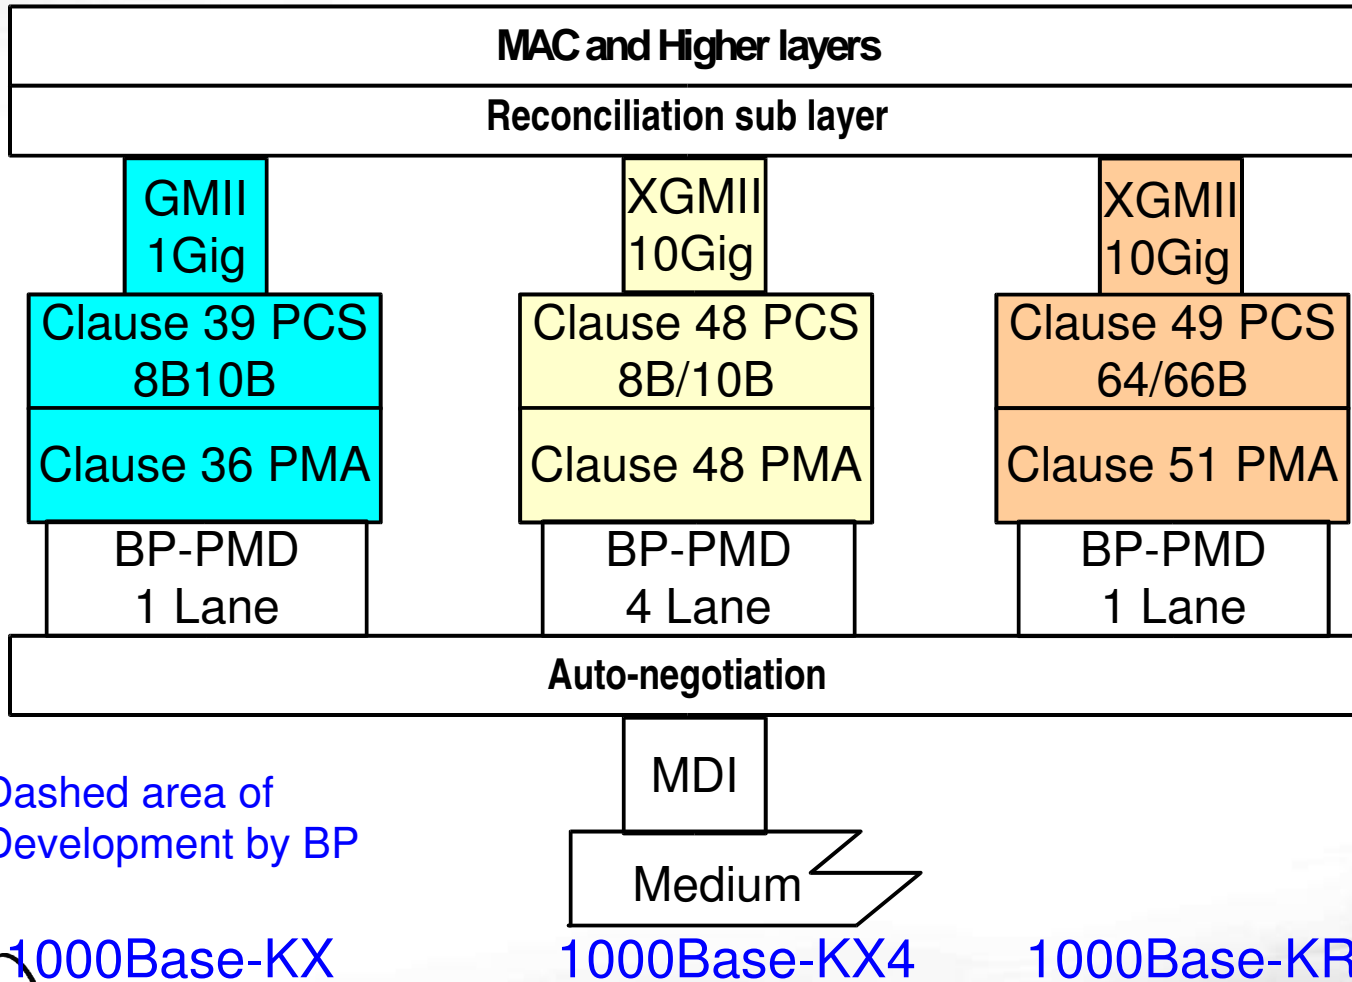 MAC and Higher layers
Reconciliation sub layer
GMII
1Gig
XGMII
10Gig
XGMII
10Gig
Clause 39 PCS
8B10B
Clause 48 PCS
8B/10B
Clause 49 PCS
64/66B
Clause 36 PMA
Clause 48 PMA
Clause 51 PMA
BP-PMD
1 Lane
BP-PMD
4 Lane
BP-PMD
1 Lane
Auto-negotiation
MDI
Dashed area of
Development by BP
Medium
1000Base-KX
1000Base-KX4
1000Base-KR